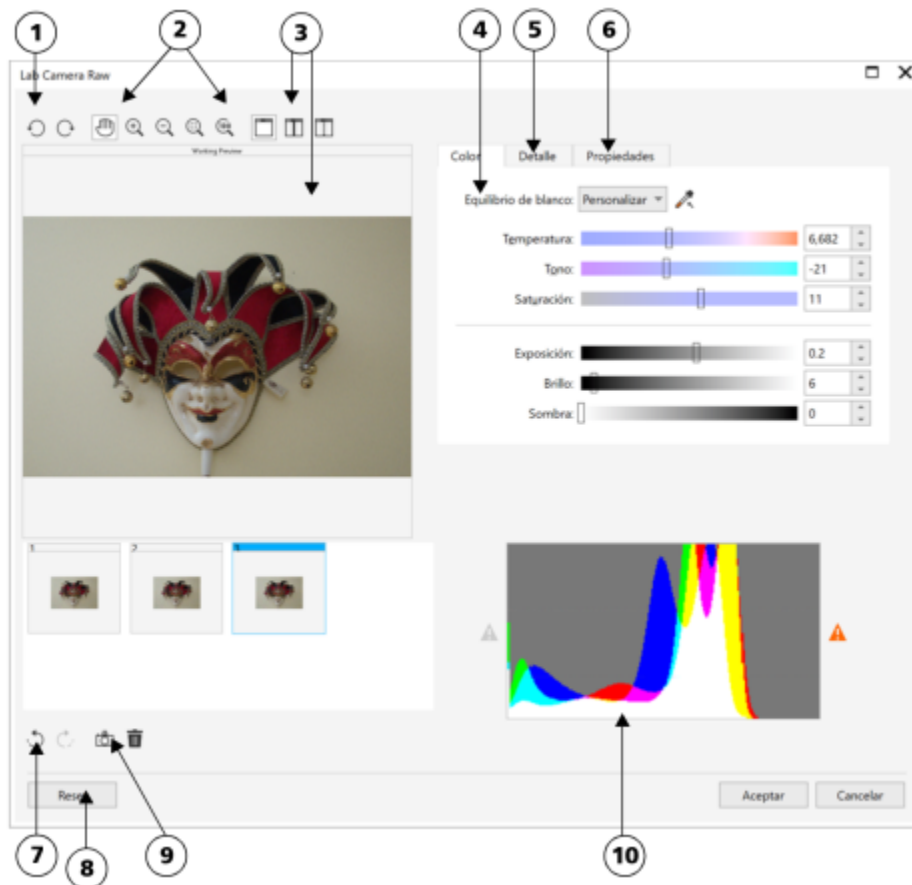 1 2 3 4 5 6
Lab Camera Raw
Working Preview
Color Detalle Propiedades
Equilibrio de blanco: Personalizar
Temperatura: 6,682
Tono: -21
Saturación: 11
Exposición: 0.2
Brillo: 6
Sombra: 0
1 2 3
Aceptar Cancelar
7 8 9 10